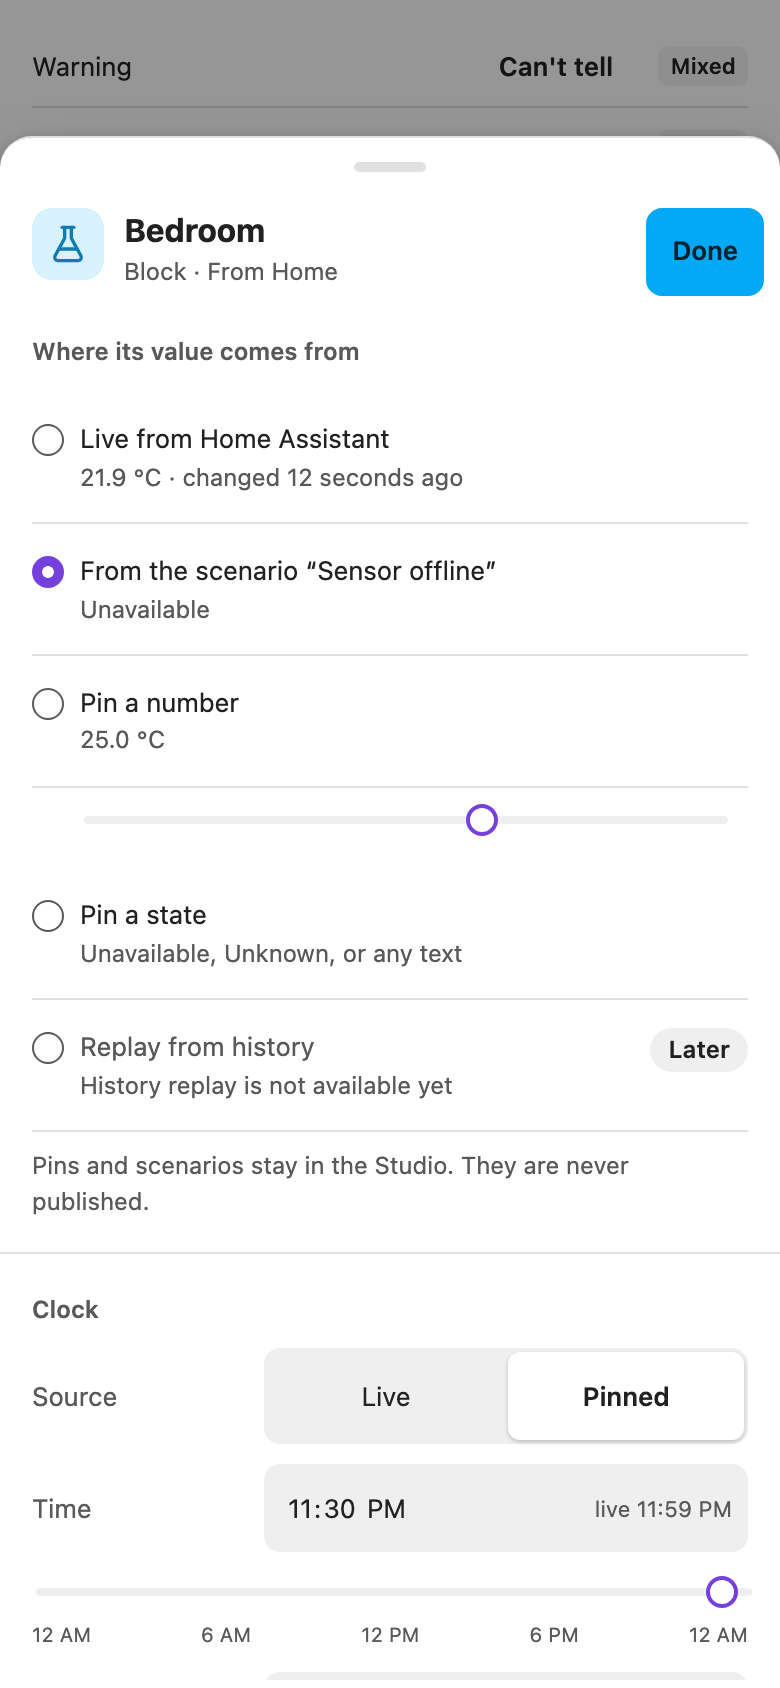 Warning
Can't tell
Mixed
Bedroom
Block · From Home
Done
Where its value comes from
Live from Home Assistant
21.9 °C · changed 12 seconds ago
From the scenario “Sensor offline”
Unavailable
Pin a number
25.0 °C
Pin a state
Unavailable, Unknown, or any text
Replay from history
Later
History replay is not available yet
Pins and scenarios stay in the Studio. They are never
published.
Clock
Source
Live
Pinned
Time
11:30 PM
live 11:59 PM
12 AM
6 AM
12 PM
6 PM
12 AM